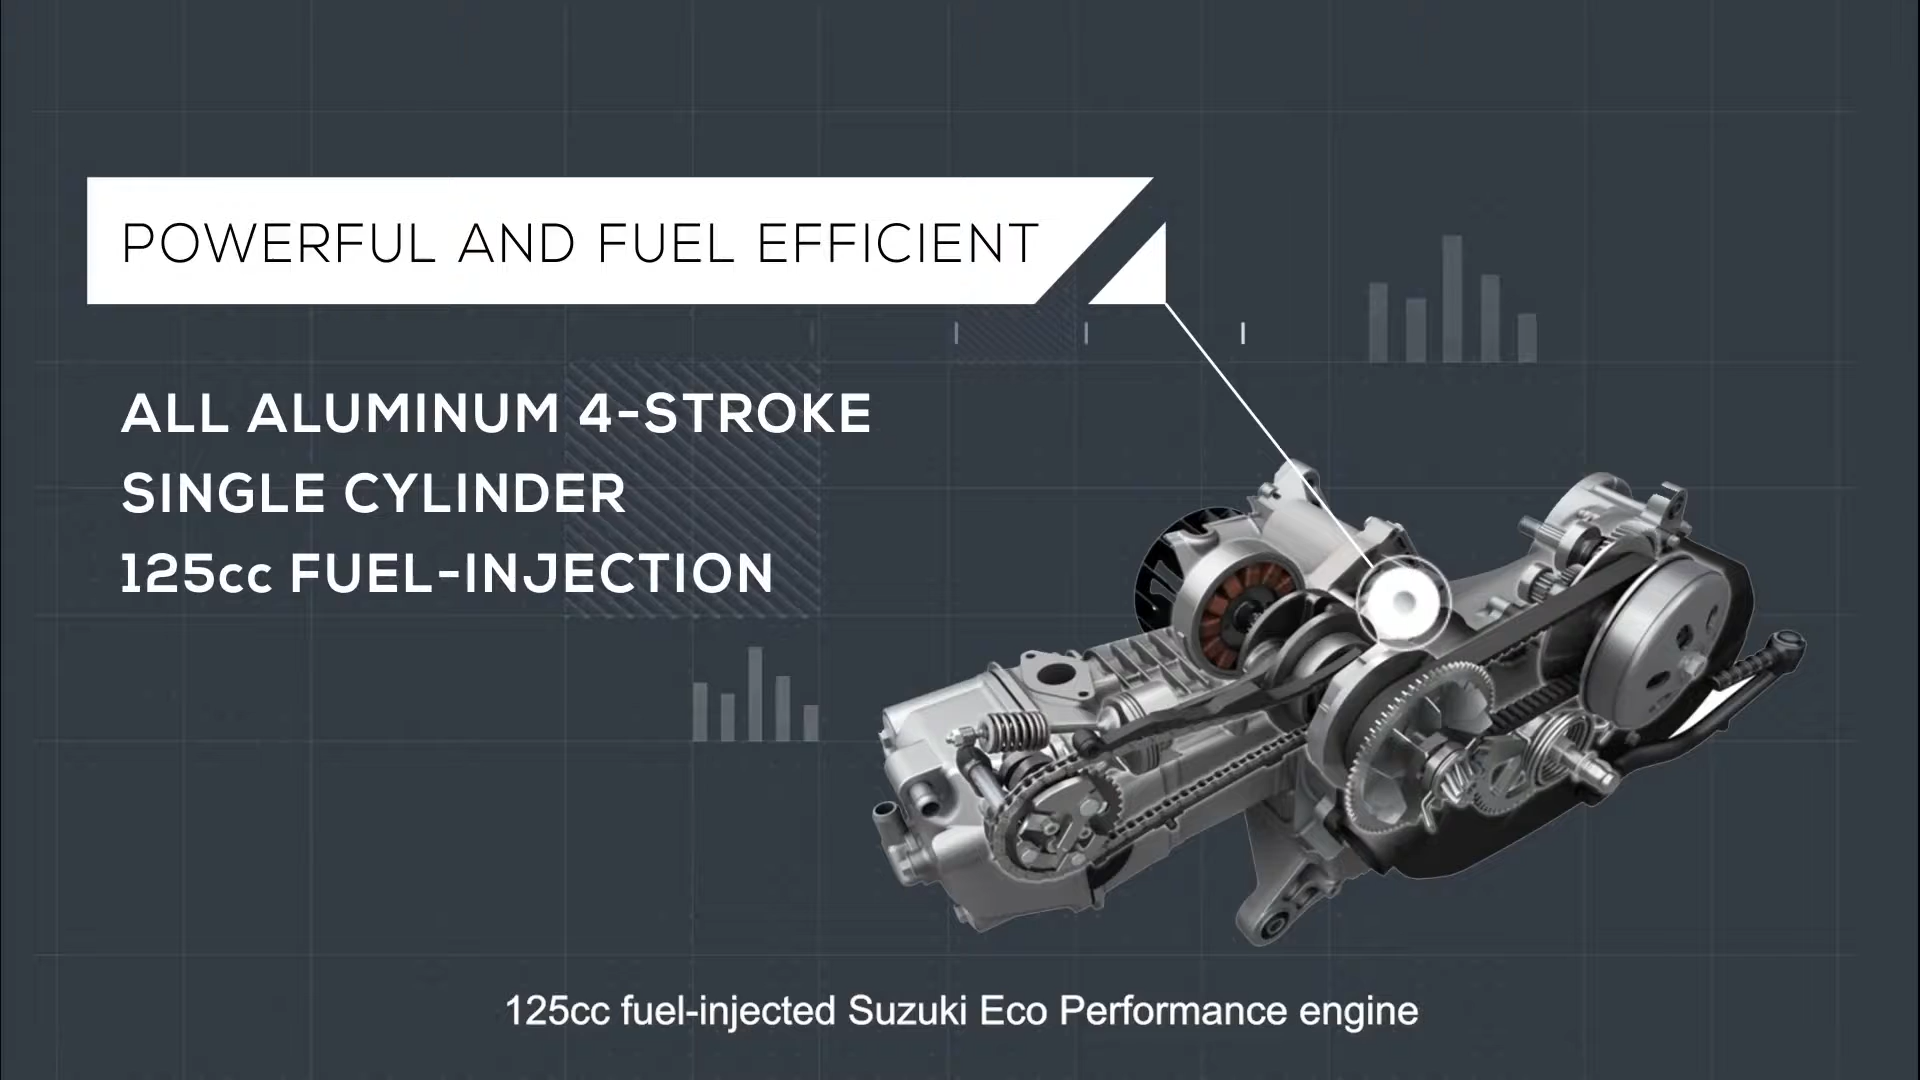 POWERFUL AND FUEL EFFICIENT
ALL ALUMINUM 4-STROKE
SINGLE CYLINDER
125cc FUEL-INJECTION
125cc fuel-injected Suzuki Eco Performance engine